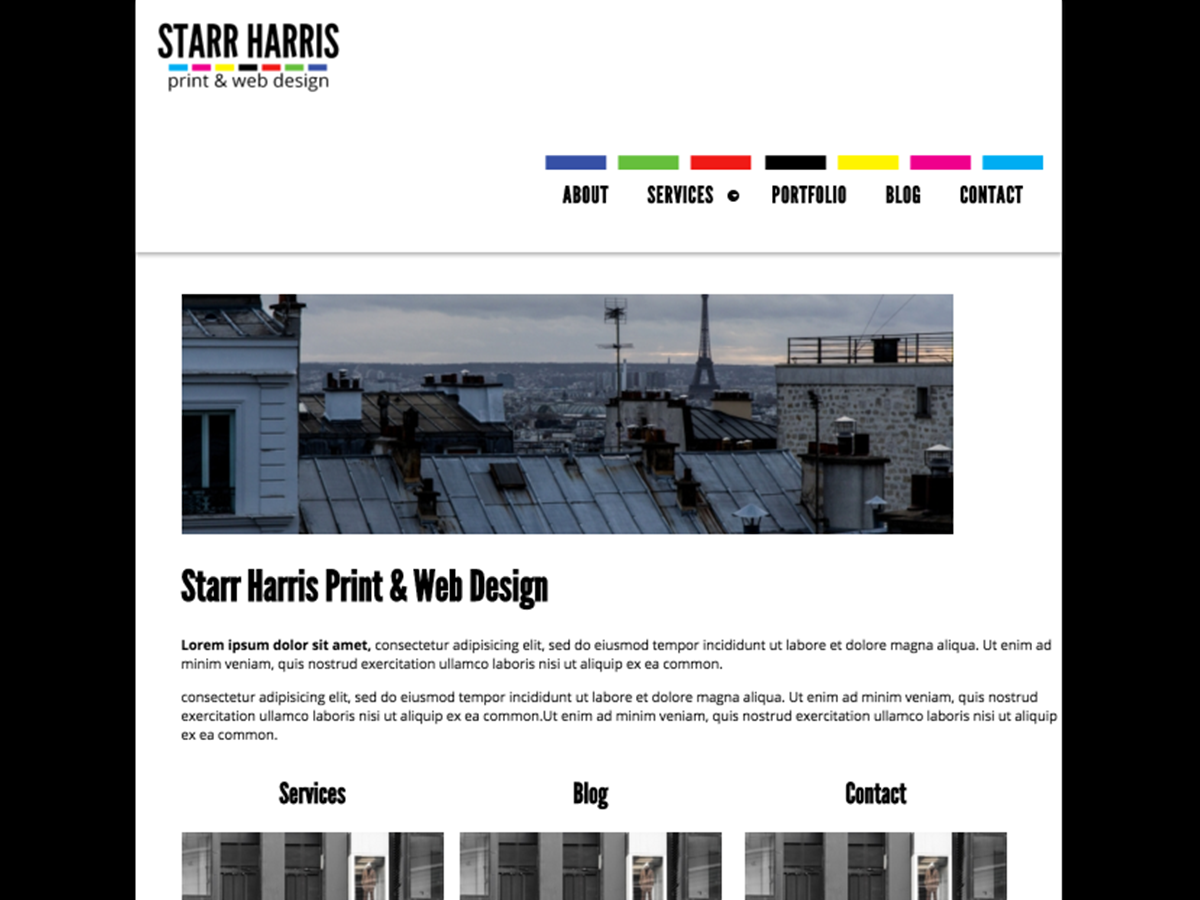 STARR HARRIS
print & web design
ABOUT SERVICES PORTFOLIO BLOG CONTACT
Starr Harris Print & Web Design
Lorem ipsum dolor sit amet, consectetur adipisicing elit, sed do eiusmod tempor incididunt ut labore et dolore magna aliqua. Ut enim ad
minim veniam, quis nostrud exercitation ullamco laboris nisi ut aliquip ex ea common.
consectetur adipisicing elit, sed do eiusmod tempor incididunt ut labore et dolore magna aliqua. Ut enim ad minim veniam, quis nostrud
exercitation ullamco laboris nisi ut aliquip ex ea common.Ut enim ad minim veniam, quis nostrud exercitation ullamco laboris nisi ut aliquip
ex ea common.
Services Blog Contact